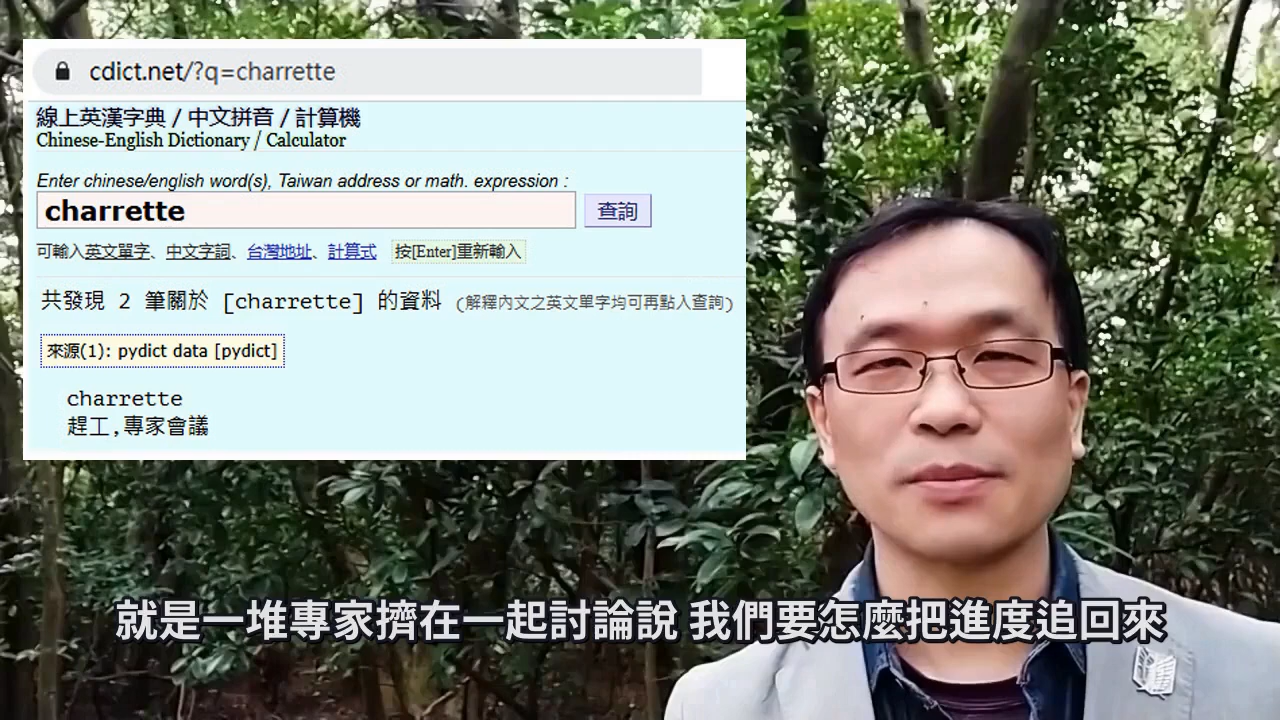 cdict.net/?q=charrette
線上英漢字典 / 中文拼音 / 計算機
Chinese-English Dictionary / Calculator
Enter chinese/english word(s), Taiwan address or math. expression :
charrette 查詢
可輸入英文單字、中文字詞、台灣地址、計算式 按[Enter]重新輸入
共發現 2 筆關於 [charrette] 的資料 (解釋內文之英文單字均可再點入查詢)
來源(1): pydict data [pydict]
charrette
趕工,專家會議
就是一堆專家擠在一起討論說 我們要怎麼把進度追回來